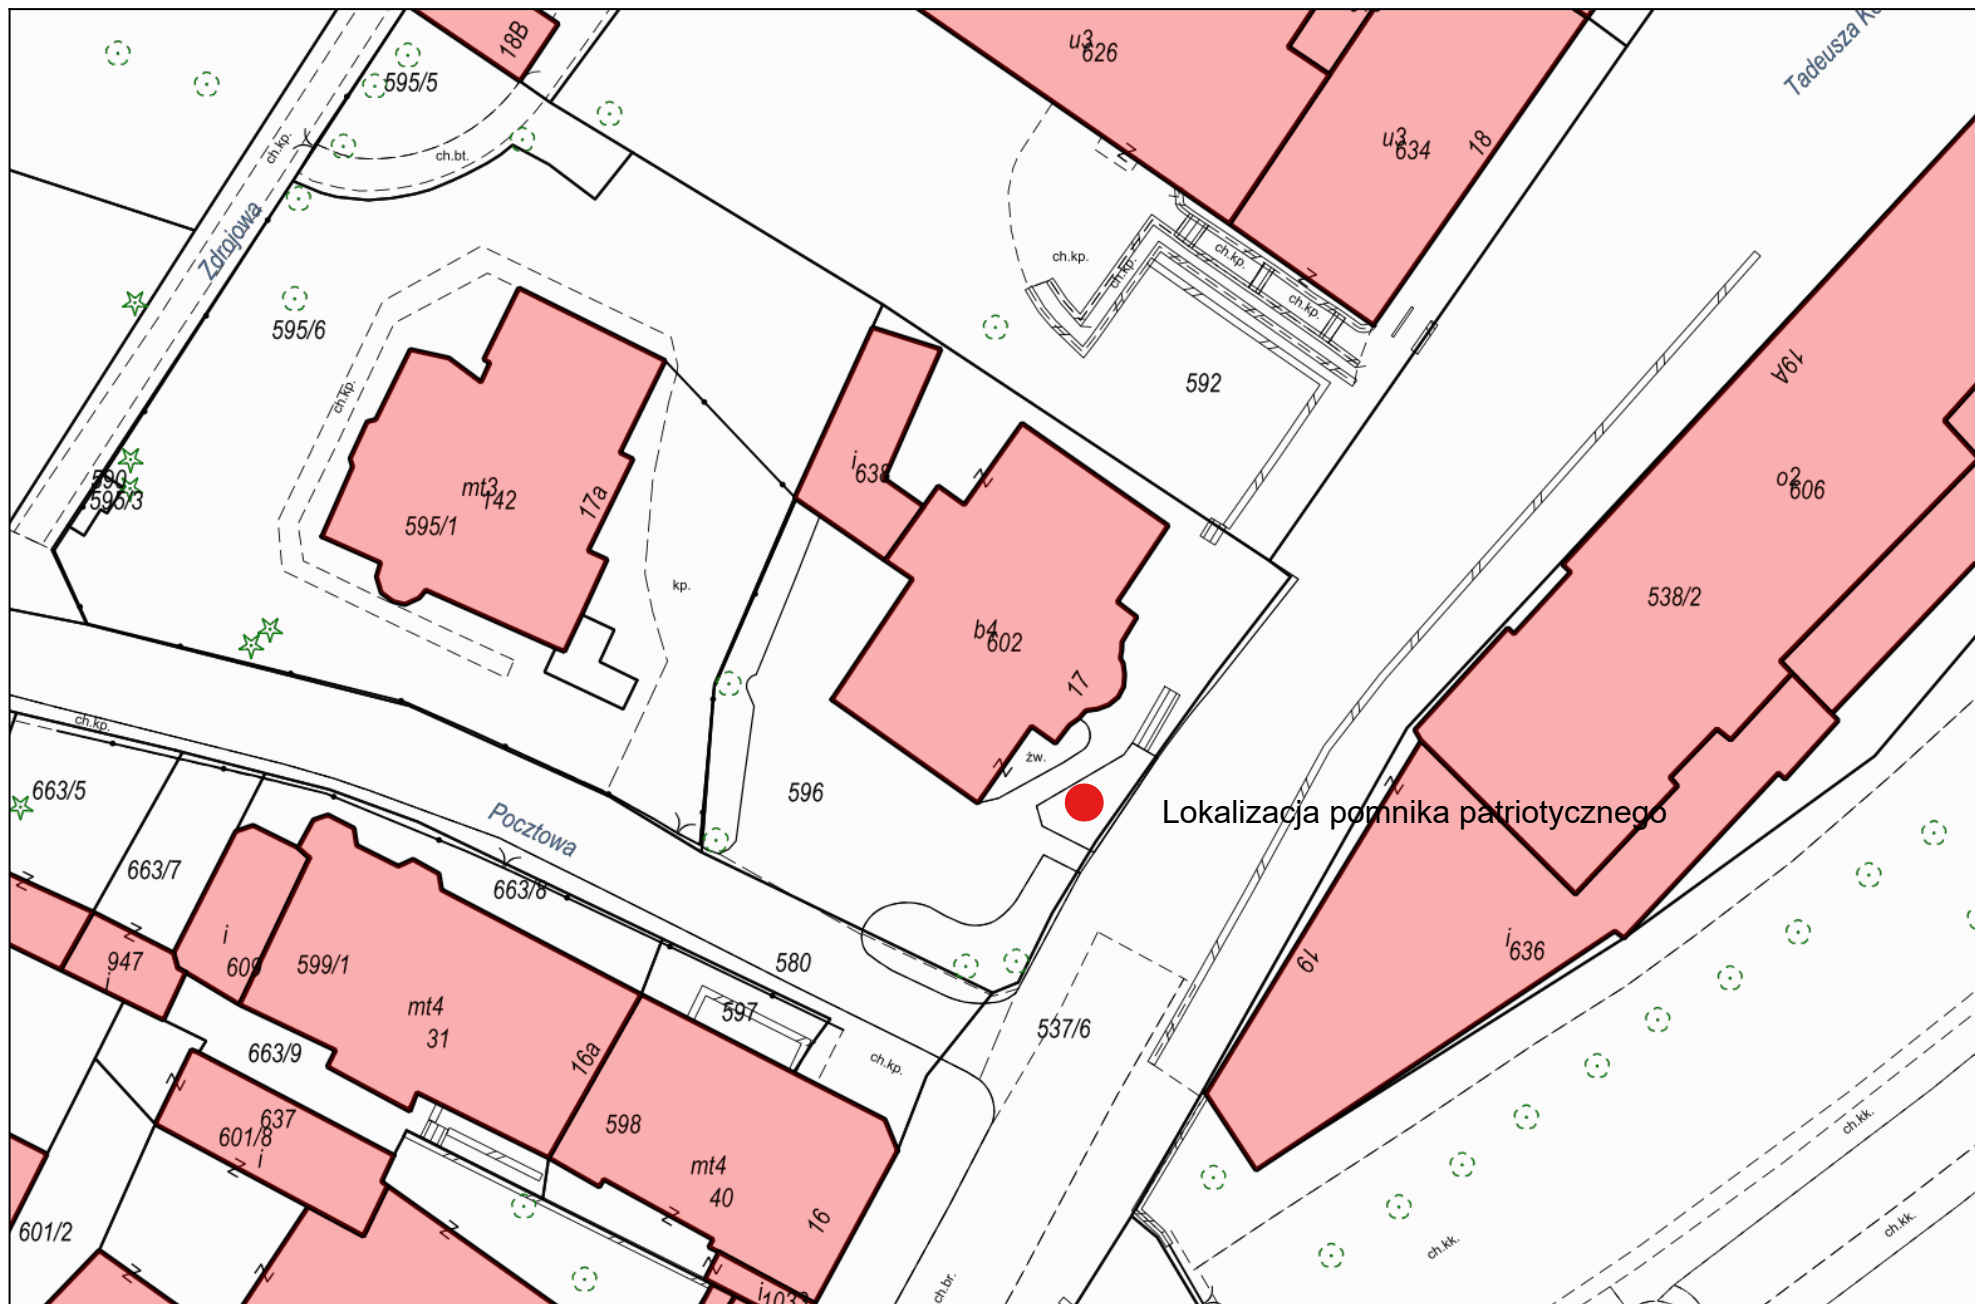 18B
u3
626
Tadeusza
595/5
u3
634
18
ch.kp.
ch.bt.
Zdrojowa
ch.kp.
ch.kp.
ch.kp.
ch.kp.
595/6
592
19A
ch.kp.
i
638
590
595/3
mt3
142
17a
595/1
o2
606
kp.
538/2
b4
602
17
ch.kp.
żw.
663/5
596
Lokalizacja pomnika patriotycznego
Pocztowa
663/7
663/8
i
609
599/1
947
i
580
i
636
19
mt4
31
597
537/6
663/9
16a
ch.kp.
637
601/8
i
598
mt4
40
16
601/2
ch.kk.
ch.kk.
ch.kk.
ch.br.
i
1033